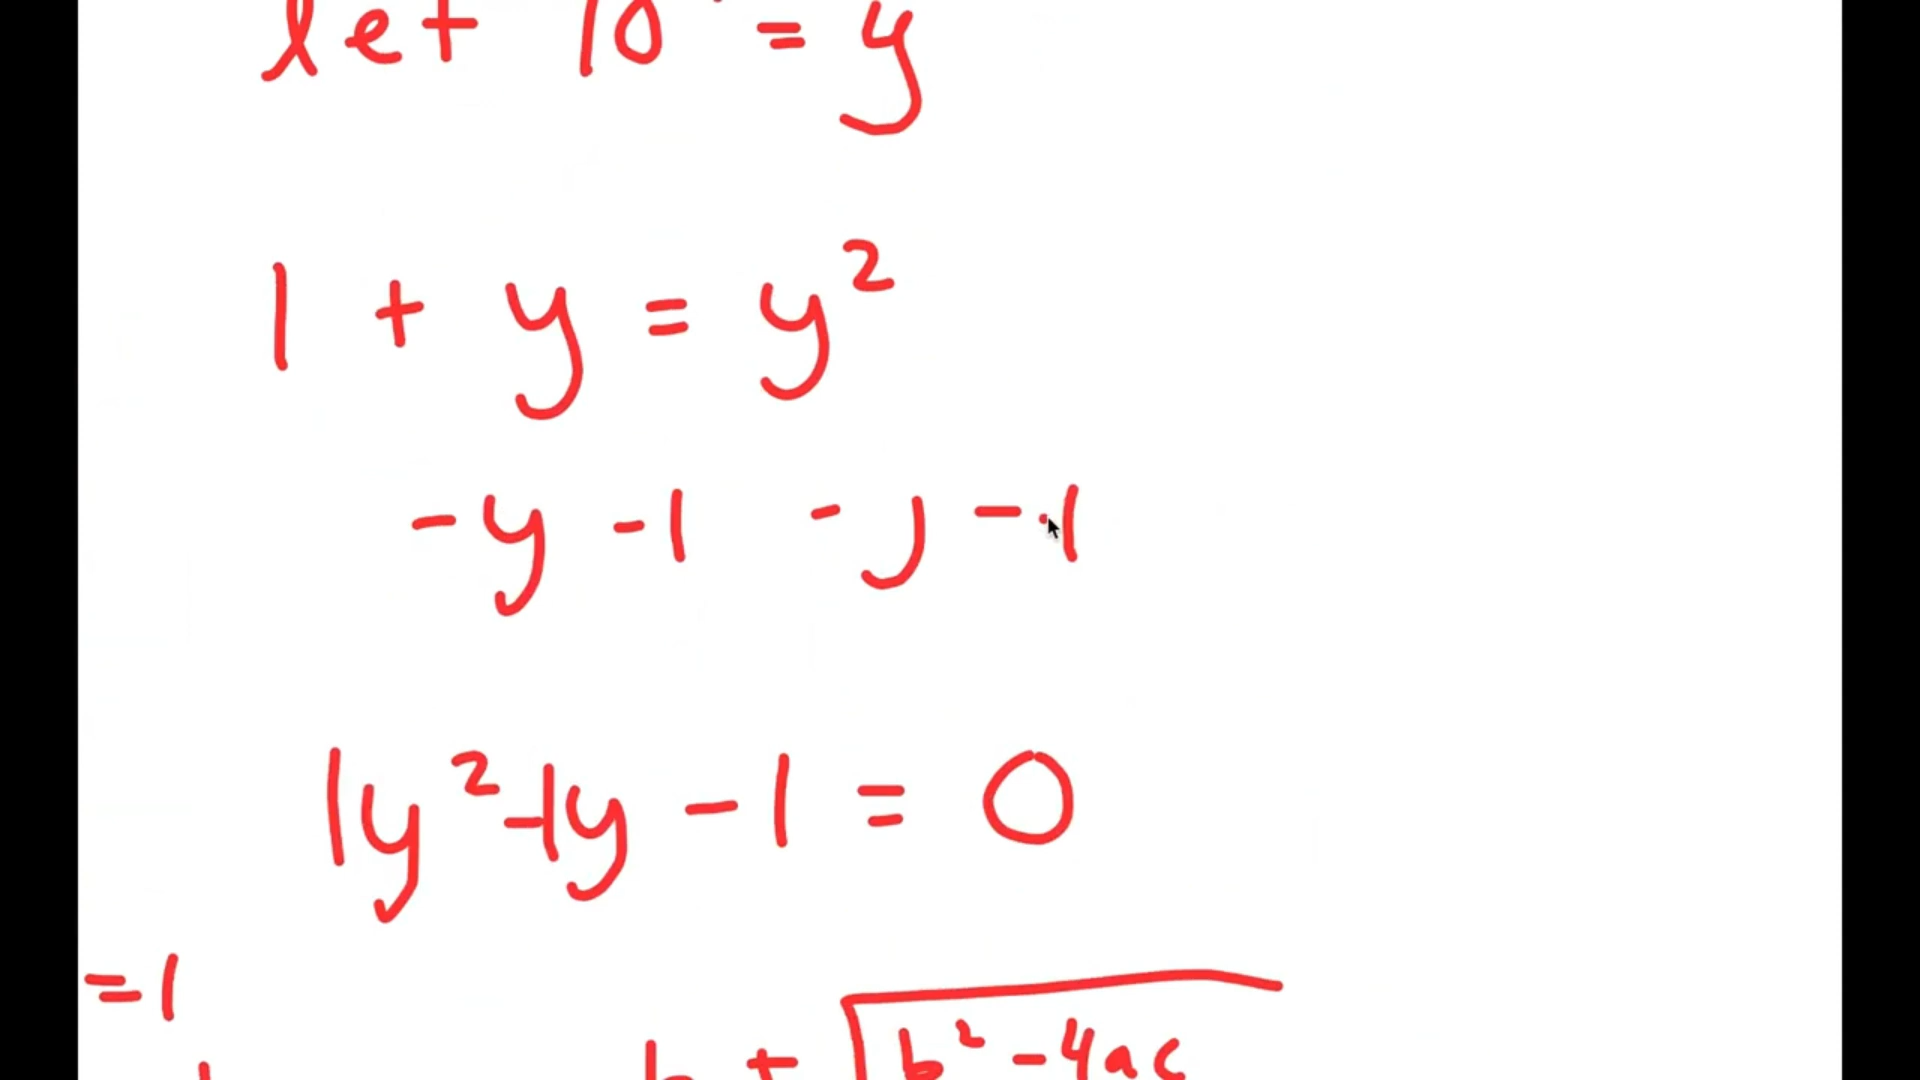 let 10 = y
1 + y = y²
-y -1 -y -1
1y² -1y - 1 = 0
=1
b² - 4ac